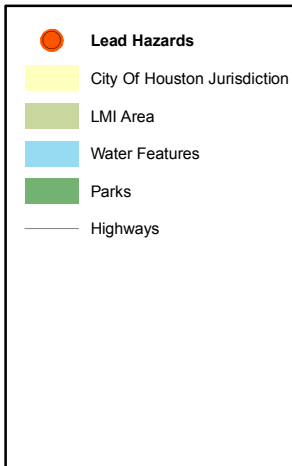 Lead Hazards
City Of Houston Jurisdiction
LMI Area
Water Features
Parks
Highways